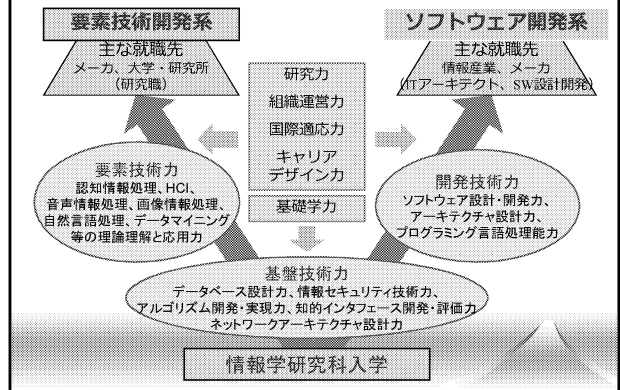 要素技術開発系
主な就職先
メーカ、大学・研究所
(研究職)
ソフトウェア開発系
主な就職先
情報産業、メーカ
(ITアーキテクト、SW設計開発)
研究力
組織運営力
国際適応力
キャリア
デザイン力
基礎学力
要素技術力
認知情報処理、HCI、
音声情報処理、画像情報処理、
自然言語処理、データマイニング
等の理論理解と応用力
開発技術力
ソフトウェア設計・開発力、
アーキテクチャ設計力、
プログラミング言語処理能力
基盤技術力
データベース設計力、情報セキュリティ技術力、
アルゴリズム開発・実現力、知的インタフェース開発・評価力
ネットワークアーキテクチャ設計力
情報学研究科入学